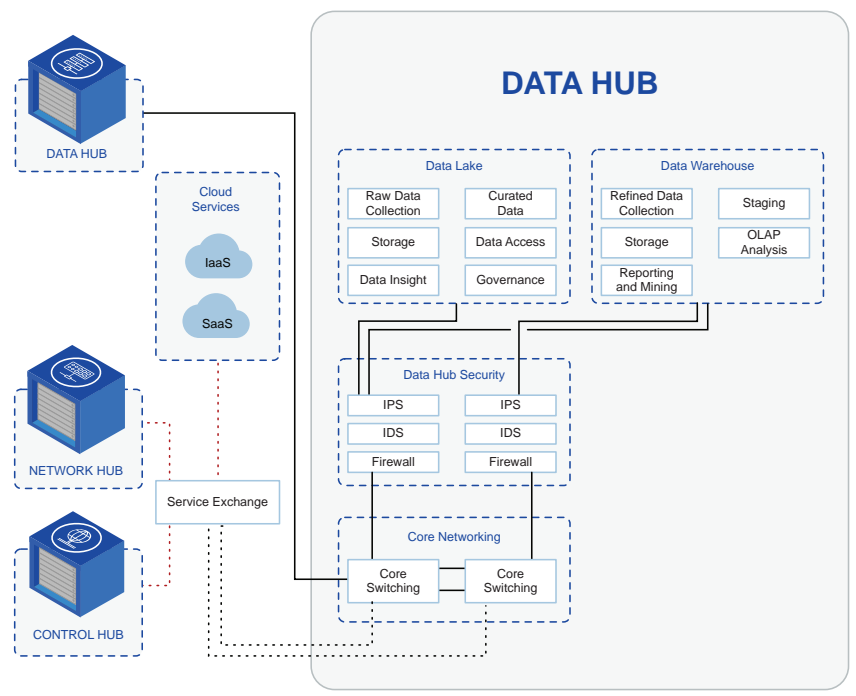 DATA HUB
DATA HUB
Cloud
Services
IaaS
SaaS
NETWORK HUB
Service Exchange
CONTROL HUB
Data Lake
Raw Data
Collection
Curated
Data
Storage
Data Access
Data Insight
Governance
Data Warehouse
Refined Data
Collection
Staging
Storage
OLAP
Analysis
Reporting
and Mining
Data Hub Security
IPS
IPS
IDS
IDS
Firewall
Firewall
Core Networking
Core
Switching
Core
Switching